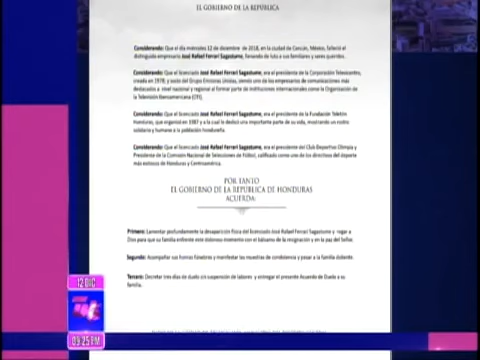 EL GOBIERNO DE LA REPÚBLICA
Considerando: Que el día miércoles 12 de diciembre de 2018, en la ciudad de Cancún, México, falleció el
distinguido empresario José Rafael Ferrari Sagastume, llenando de luto a sus familiares y seres queridos.
Considerando: Que el licenciado José Rafael Ferrari Sagastume, era el presidente de la Corporación Televicentro,
creada en 1978; y socio del Grupo Emisoras Unidas, siendo uno de los empresarios de comunicaciones más
destacados a nivel nacional y regional al formar parte de instituciones internacionales como la Organización de
la Televisión Iberoamericana (OTI).
Considerando: Que el licenciado José Rafael Ferrari Sagastume, era el presidente de la Fundación Teletón
Honduras, que organizó en 1987 y a la cual le dedicó una importante parte de su vida, mostrando un rostro
solidario y humano a la población hondureña.
Considerando: Que el licenciado José Rafael Ferrari Sagastume, era el presidente del Club Deportivo Olimpia y
Presidente de la Comisión Nacional de Selecciones de Fútbol, calificado como uno de los directivos del deporte
más exitosos de Honduras y Centroamérica.
POR TANTO
EL GOBIERNO DE LA REPUBLICA DE HONDURAS
ACUERDA:
Primero: Lamentar profundamente la desaparición física del licenciado José Rafael Ferrari Sagastume y rogar a
Dios para que su familia enfrente este doloroso momento con el bálsamo de la resignación y en la paz del Señor.
Segundo: Acompañar sus honras fúnebres y manifestar las muestras de condolencia y pesar a la familia doliente.
Tercero: Decretar tres días de duelo sin suspensión de labores y entregar el presente Acuerdo de Duelo a su
familia.
12 DIC
03:25 PM